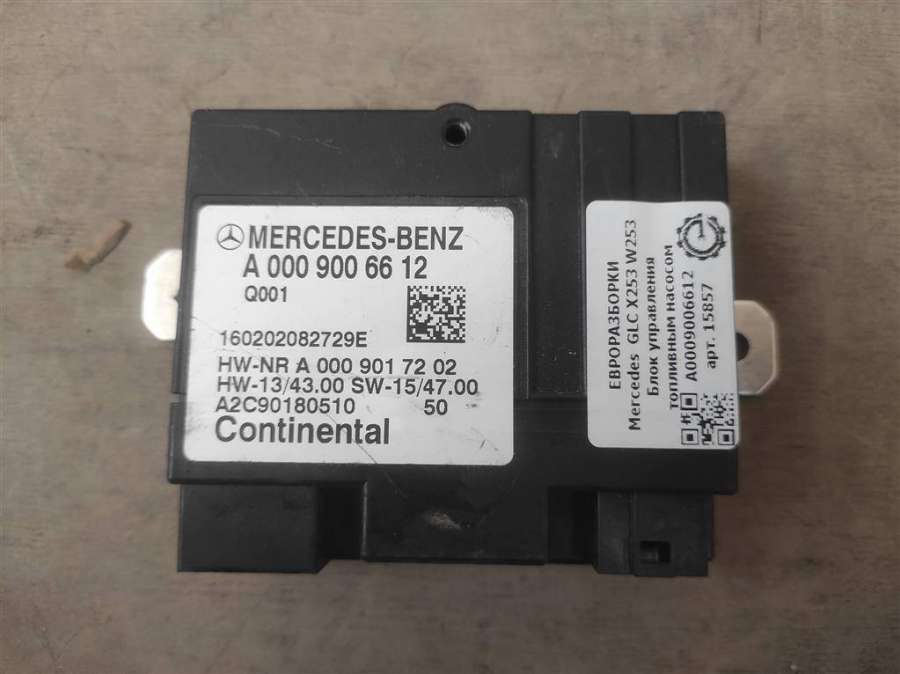 MERCEDES-BENZ
A 000 900 66 12
Q001
160202082729E
HW-NR A 000 901 72 02
HW-13/43.00 SW-15/47.00
A2C90180510 50
Continental
ЕВРОРАЗБОРКИ
Mercedes GLC X253 W253
Блок управления
топливным насосом
A0009006612
арт. 15857